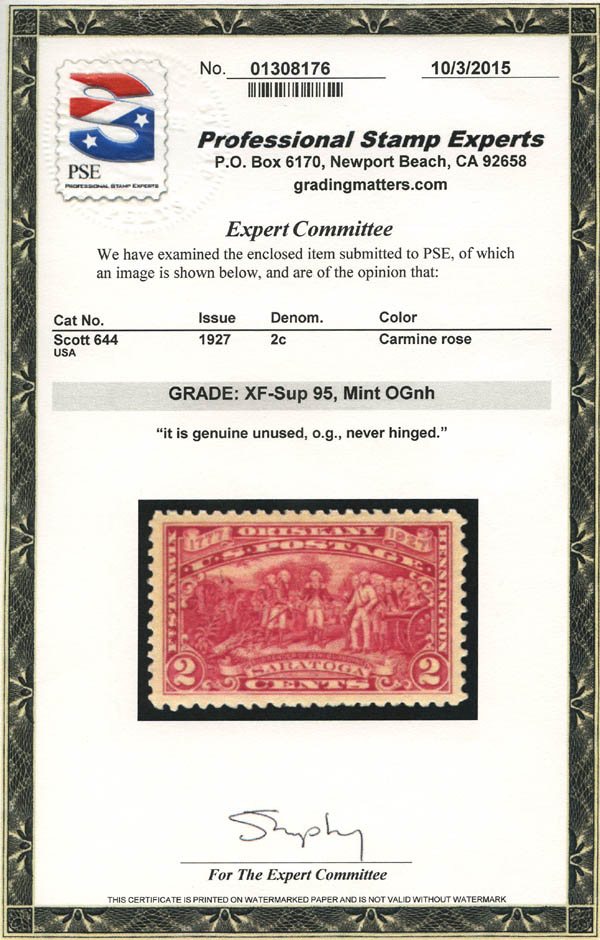 No. 01308176 10/3/2015
PSE
PROFESSIONAL STAMP EXPERTS
Professional Stamp Experts
P.O. Box 6170, Newport Beach, CA 92658
gradingmatters.com
Expert Committee
We have examined the enclosed item submitted to PSE, of which
an image is shown below, and are of the opinion that:
Cat No. Issue Denom. Color
Scott 644 1927 2c Carmine rose
USA
GRADE: XF-Sup 95, Mint OGnh
“it is genuine unused, o.g., never hinged.”
1777 ORISKANY 1927
U.S. POSTAGE
FT. STANWIX
BENNINGTON
SARATOGA
2 CENTS 2
For The Expert Committee
THIS CERTIFICATE IS PRINTED ON WATERMARKED PAPER AND IS NOT VALID WITHOUT WATERMARK